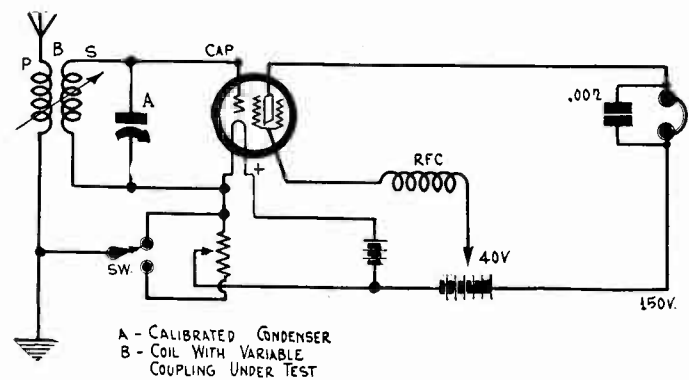 P B S
CAP
A
.002
RFC
+
SW.
40V
150V.
A - CALIBRATED CONDENSER
B - COIL WITH VARIABLE
COUPLING UNDER TEST